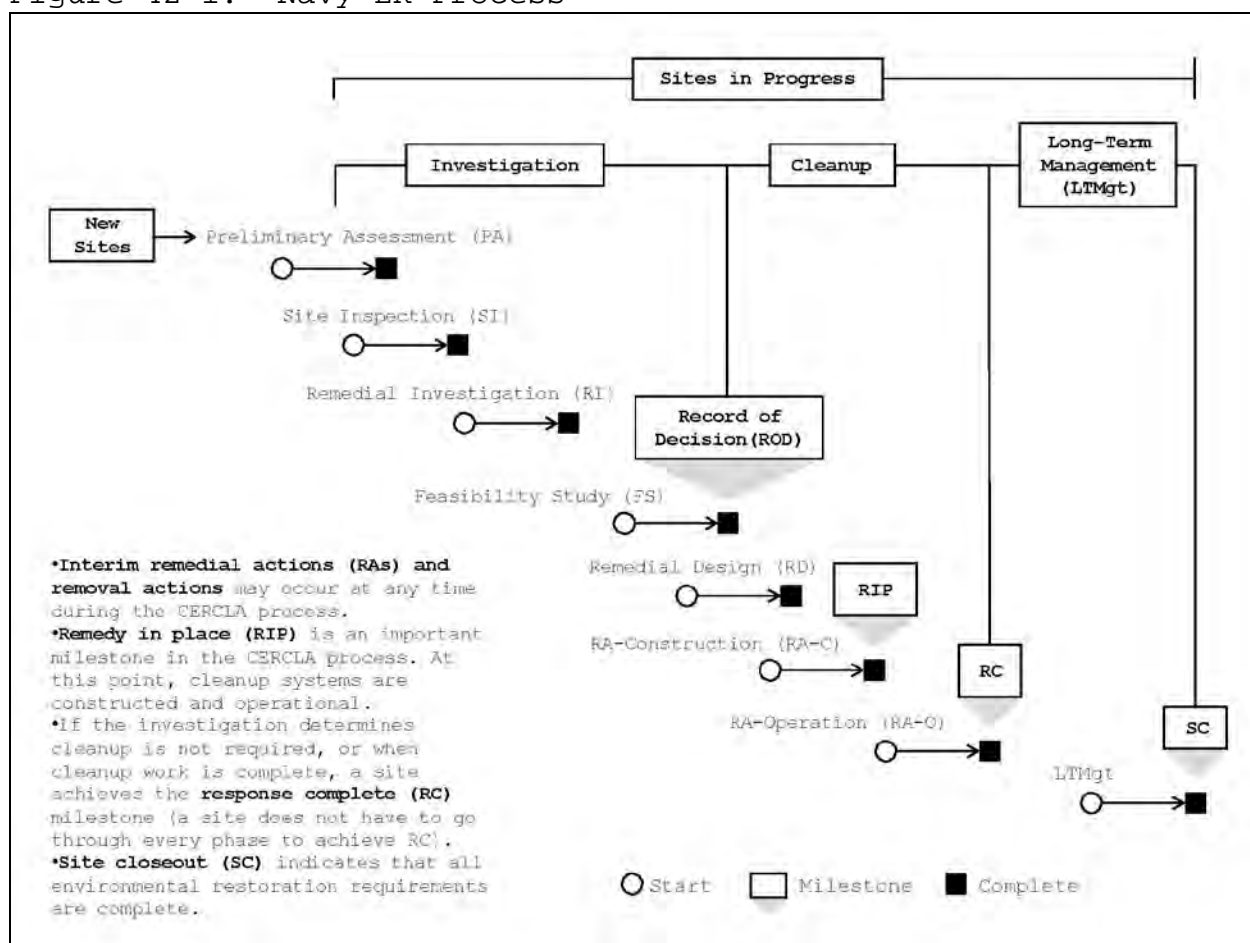 Figure 42-1. Navy ER Process
Sites in Progress
Investigation
Cleanup
Long-Term
Management
(LTMgt)
New
Sites
Preliminary Assessment (PA)
Site Inspection (SI)
Remedial Investigation (RI)
Record of
Decision(ROD)
Feasibility Study (FS)
Remedial Design (RD)
RIP
RA-Construction (RA-C)
RC
RA-Operation (RA-O)
SC
LTMgt
•Interim remedial actions (RAs) and
removal actions may occur at any time
during the CERCLA process.
•Remedy in place (RIP) is an important
milestone in the CERCLA process. At
this point, cleanup systems are
constructed and operational.
•If the investigation determines
cleanup is not required, or when
cleanup work is complete, a site
achieves the response complete (RC)
milestone (a site does not have to go
through every phase to achieve RC).
•Site closeout (SC) indicates that all
environmental restoration requirements
are complete.
Start
Milestone
Complete